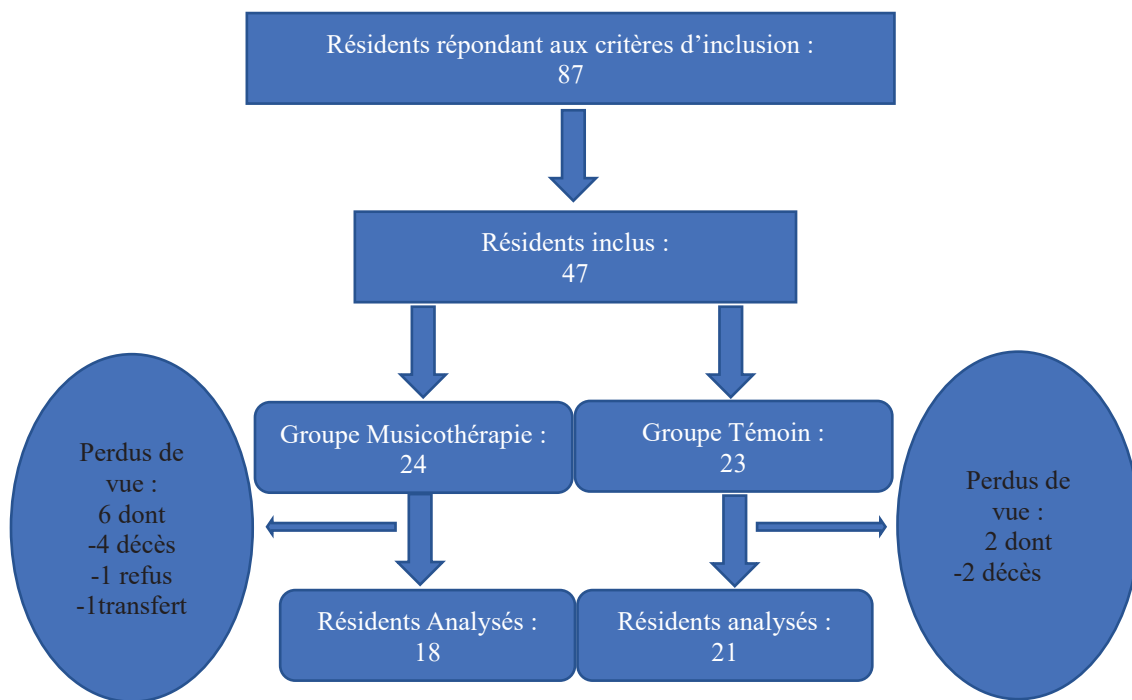 Résidents répondant aux critères d’inclusion :
87
Résidents inclus :
47
Groupe Musicothérapie :
24
Groupe Témoin :
23
Perdus de
vue :
6 dont
-4 décès
-1 refus
-1transfert
Perdus de
vue :
2 dont
-2 décès
Résidents Analysés :
18
Résidents analysés :
21